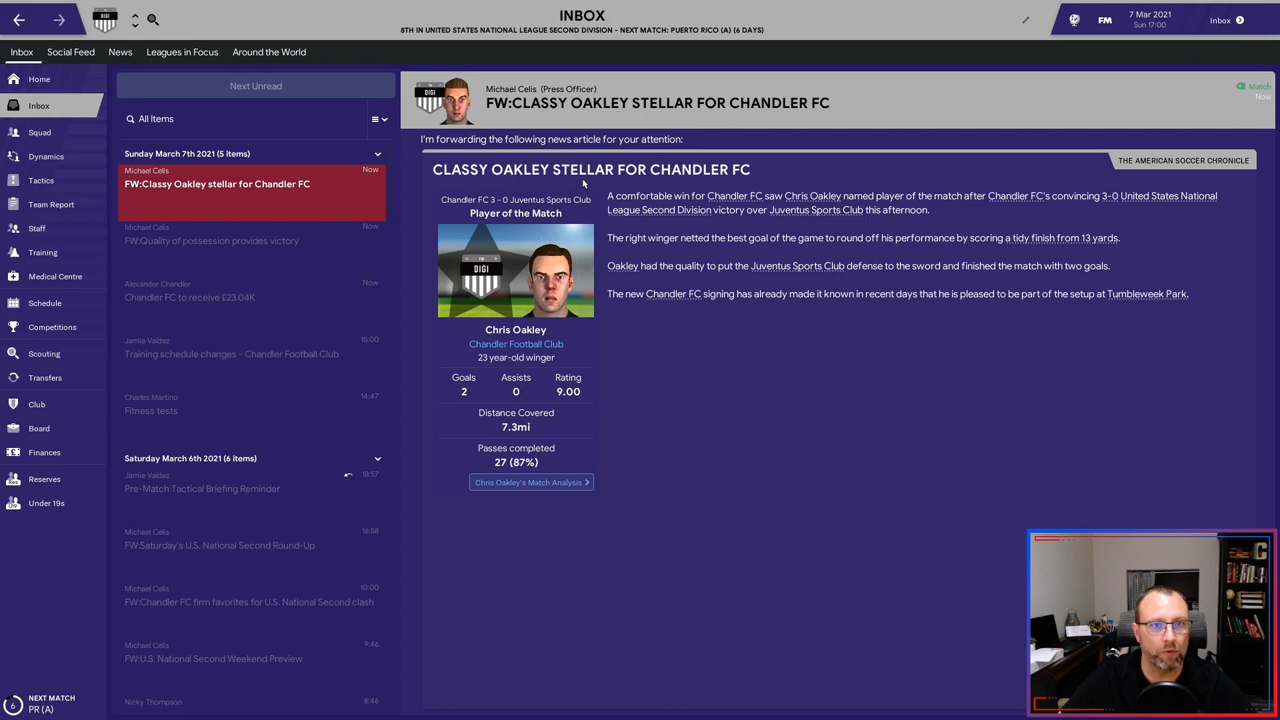 INBOX
8TH IN UNITED STATES NATIONAL LEAGUE SECOND DIVISION - NEXT MATCH: PUERTO RICO (A) (6 DAYS)
DIGI
FM
7 Mar 2021
Sun 17:00
Inbox
Inbox
Social Feed
News
Leagues in Focus
Around the World
Home
Inbox
Squad
Dynamics
Tactics
Team Report
Staff
Training
Medical Centre
Schedule
Competitions
Scouting
Transfers
Club
Board
Finances
Reserves
Under 19s
6
NEXT MATCH
PR (A)
Next Unread
All Items
Sunday March 7th 2021 (5 items)
Michael Celis
Now
FW:Classy Oakley stellar for Chandler FC
Michael Celis
Now
FW:Quality of possession provides victory
Alexander Chandler
Now
Chandler FC to receive £23.04K
Jamie Valdez
15:00
Training schedule changes - Chandler Football Club
Charles Martino
14:47
Fitness tests
Saturday March 6th 2021 (6 items)
Jamie Valdez
18:57
Pre-Match Tactical Briefing Reminder
Michael Celis
16:58
FW:Saturday's U.S. National Second Round-Up
Michael Celis
10:00
FW:Chandler FC firm favorites for U.S. National Second clash
Michael Celis
9:46
FW:U.S. National Second Weekend Preview
Nicky Thompson
8:46
DIGI
Michael Celis (Press Officer)
FW:CLASSY OAKLEY STELLAR FOR CHANDLER FC
Match
Now
I'm forwarding the following news article for your attention:
CLASSY OAKLEY STELLAR FOR CHANDLER FC
THE AMERICAN SOCCER CHRONICLE
Chandler FC 3 - 0 Juventus Sports Club
Player of the Match
DIGI
Chris Oakley
Chandler Football Club
23 year-old winger
Goals
Assists
Rating
2
0
9.00
Distance Covered
7.3mi
Passes completed
27 (87%)
Chris Oakley's Match Analysis
A comfortable win for Chandler FC saw Chris Oakley named player of the match after Chandler FC's convincing 3-0 United States National
League Second Division victory over Juventus Sports Club this afternoon.
The right winger netted the best goal of the game to round off his performance by scoring a tidy finish from 13 yards.
Oakley had the quality to put the Juventus Sports Club defense to the sword and finished the match with two goals.
The new Chandler FC signing has already made it known in recent days that he is pleased to be part of the setup at Tumbleweek Park.